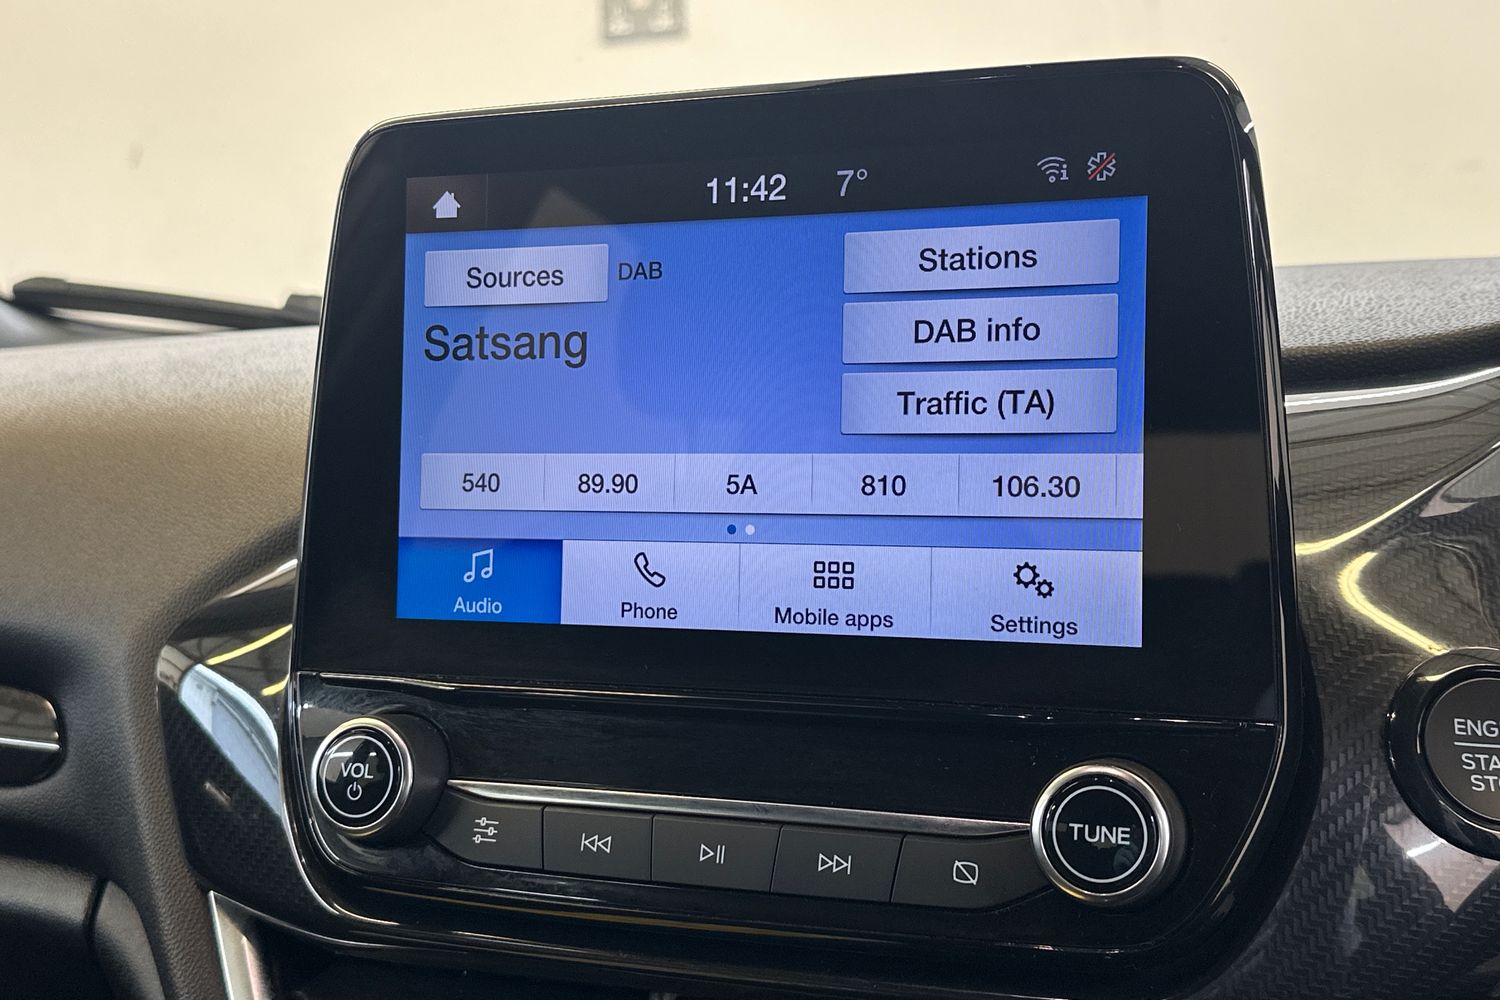 11:42 7°
Sources DAB
Satsang
Stations
DAB info
Traffic (TA)
540 89.90 5A 810 106.30
Audio Phone Mobile apps Settings
VOL
TUNE